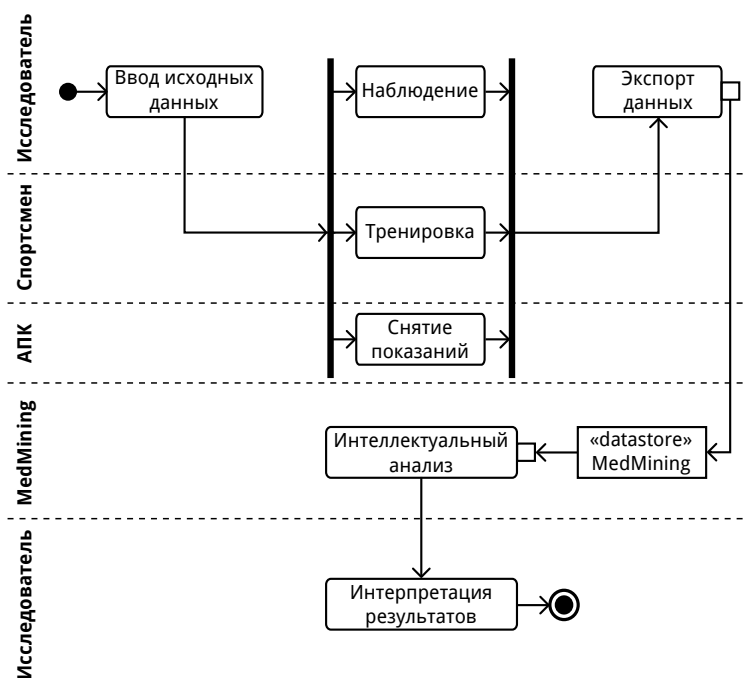 Исследователь
Ввод исходных
данных
Наблюдение
Экспорт
данных
Спортсмен
Тренировка
АПК
Снятие
показаний
MedMining
Интеллектуальный
анализ
«datastore»
MedMining
Исследователь
Интерпретация
результатов